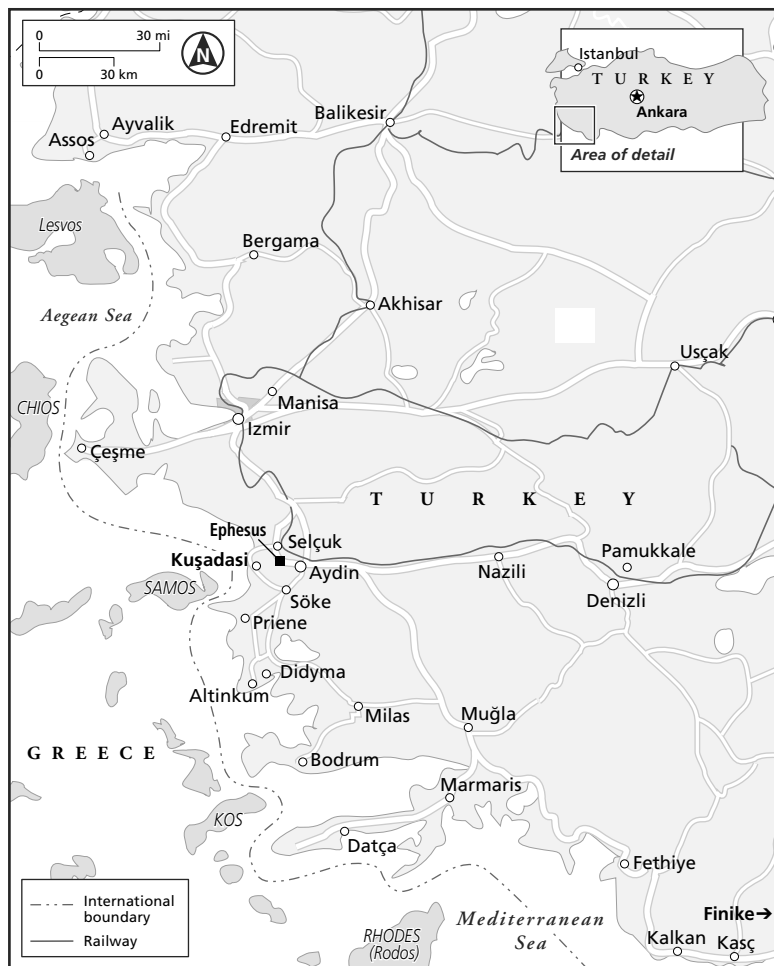 0 30 mi
0 30 km
N
Istanbul
TURKEY
Ankara
Area of detail
Balikesir
Ayvalik
Edremit
Assos
Lesvos
Bergama
Aegean Sea
Akhisar
Usçak
CHIOS
Manisa
Izmir
Çeşme
TURKEY
Ephesus
Selçuk
Kuşadasi
Aydin
Nazili
Pamukkale
SAMOS
Söke
Denizli
Priene
Didyma
Altinkum
Milas
Muğla
GREECE
Bodrum
Marmaris
KOS
Datça
Fethiye
International
boundary
Railway
Mediterranean
Sea
Finike
RHODES
(Rodos)
Kalkan
Kasç